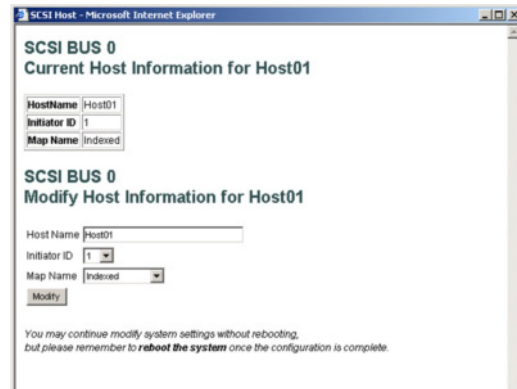 SCSI Host - Microsoft Internet Explorer
SCSI BUS 0
Current Host Information for Host01
HostName Host01
Initiator ID 1
Map Name Indexed
SCSI BUS 0
Modify Host Information for Host01
Host Name Host01
Initiator ID 1
Map Name Indexed
Modify
You may continue modify system settings without rebooting,
but please remember to reboot the system once the configuration is complete.